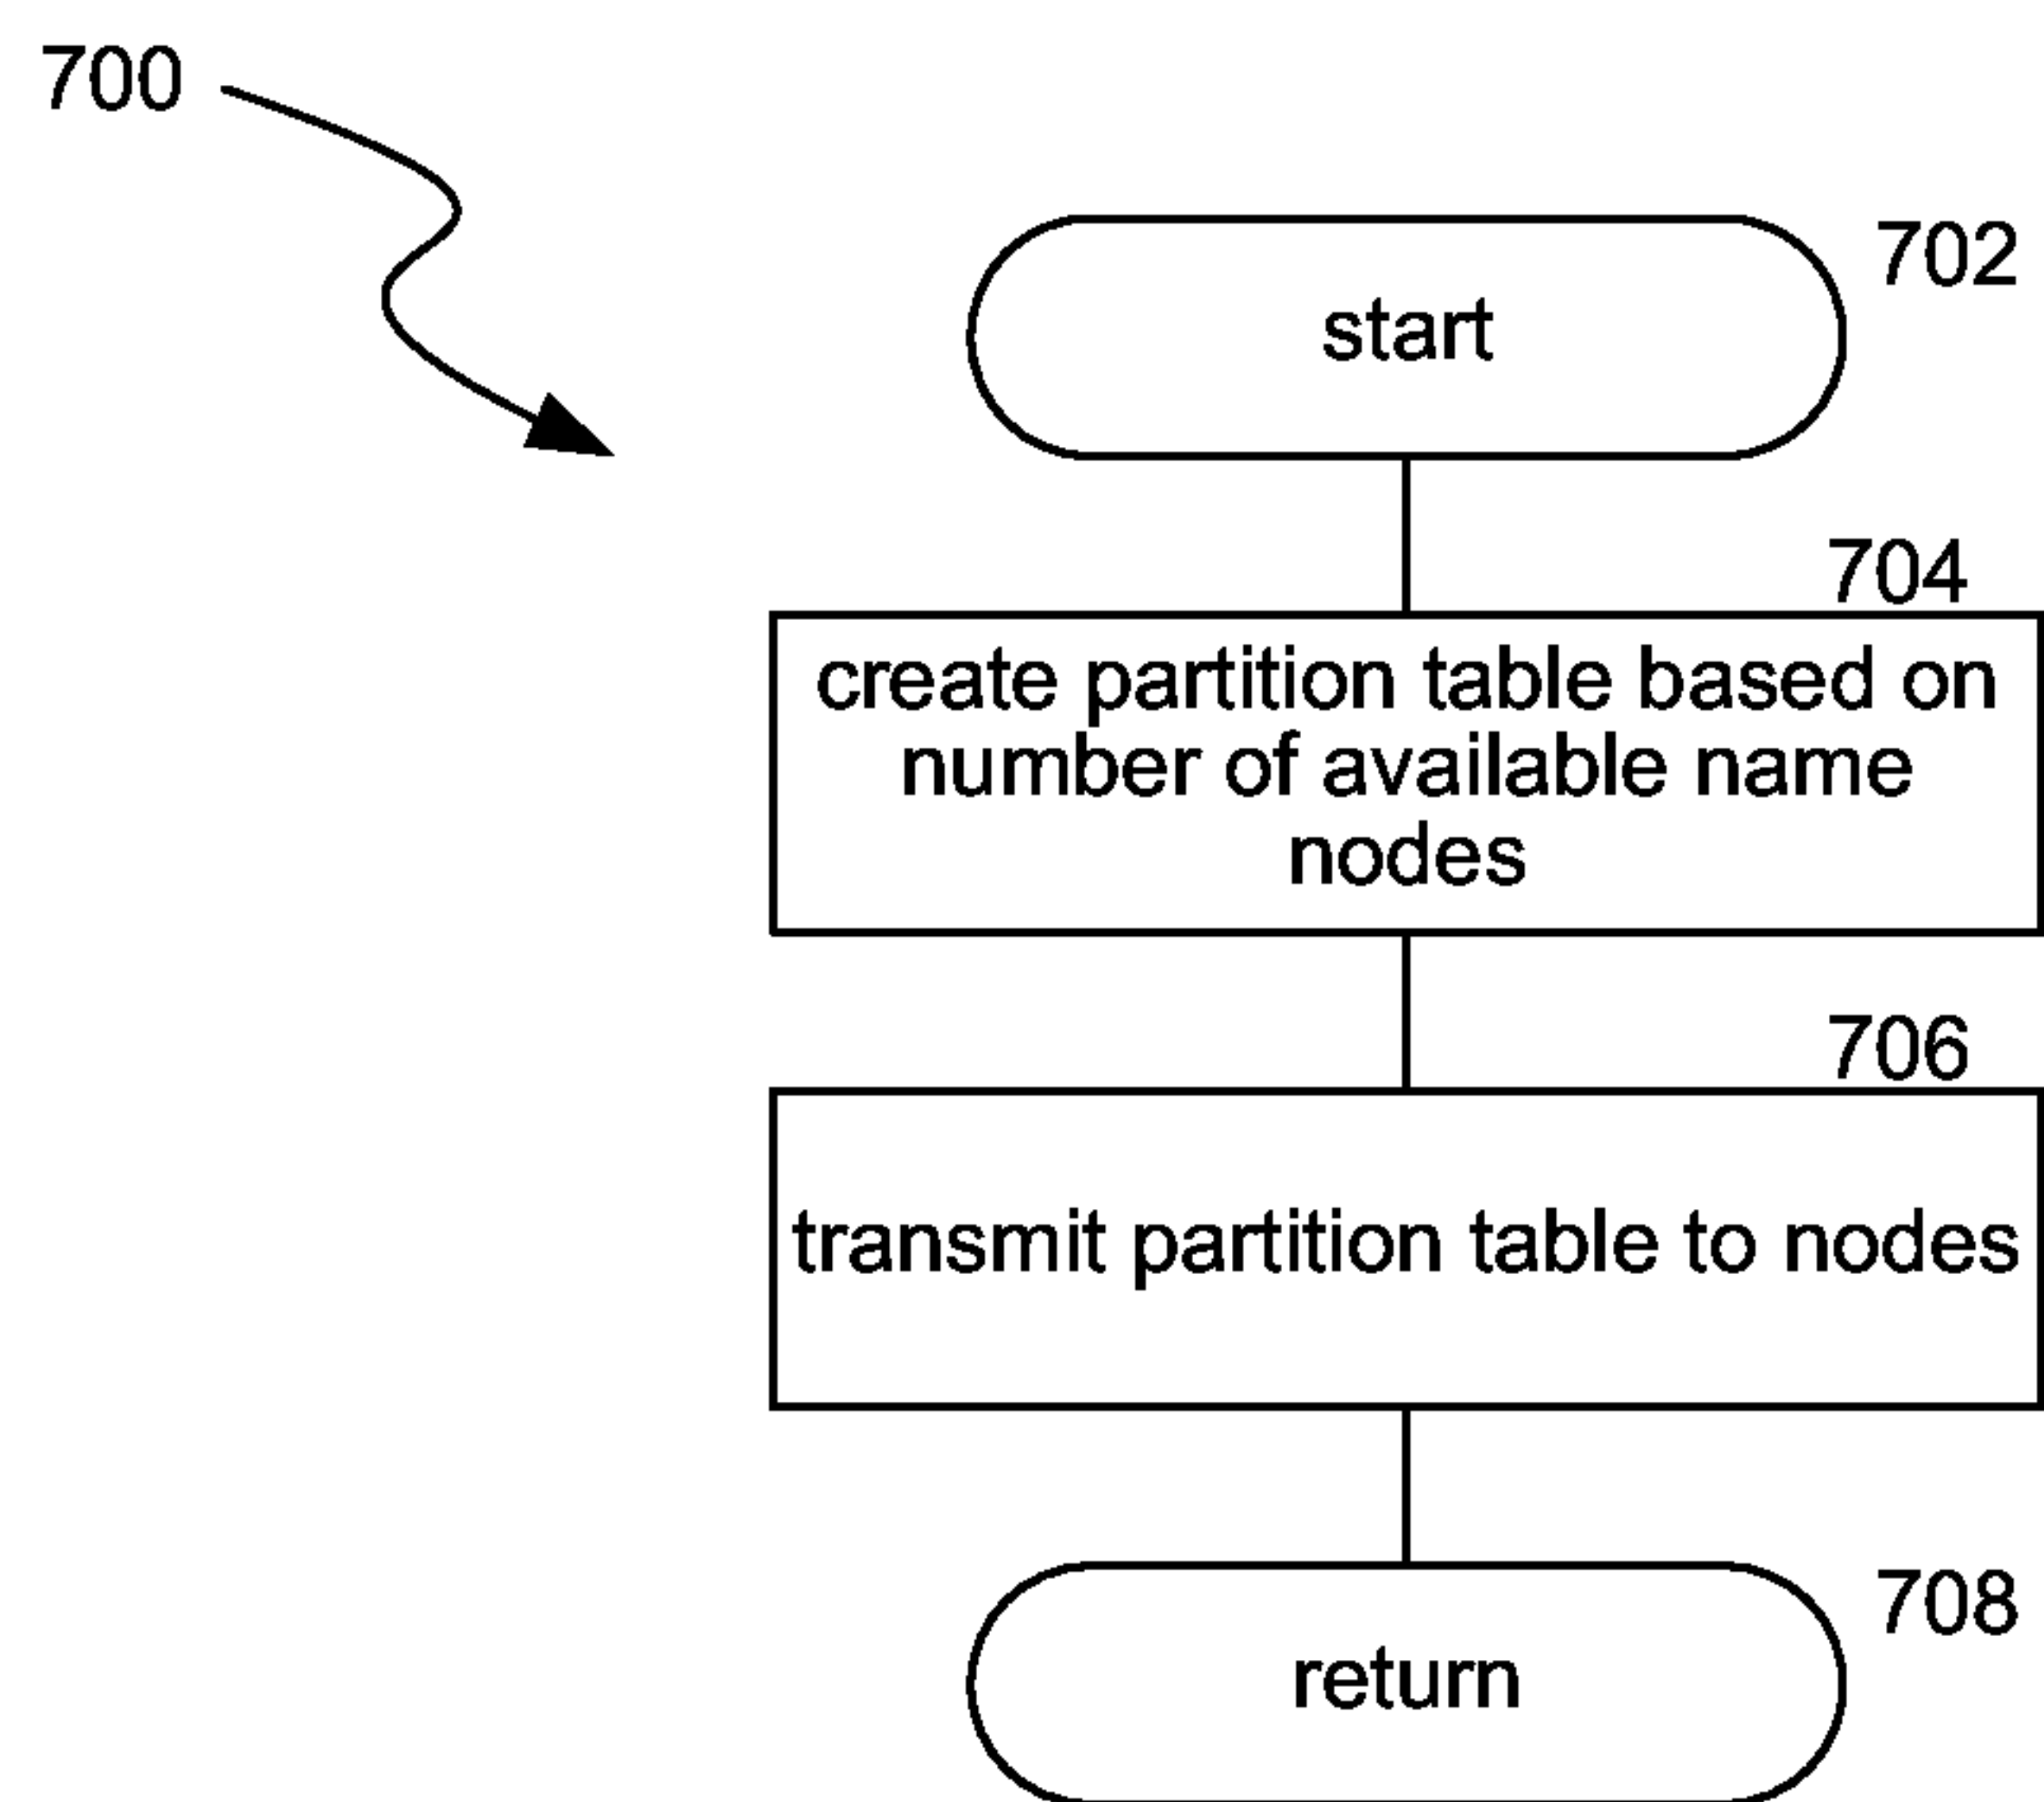 700
702
start
704
create partition table based on
number of available name
nodes
706
transmit partition table to nodes
708
return